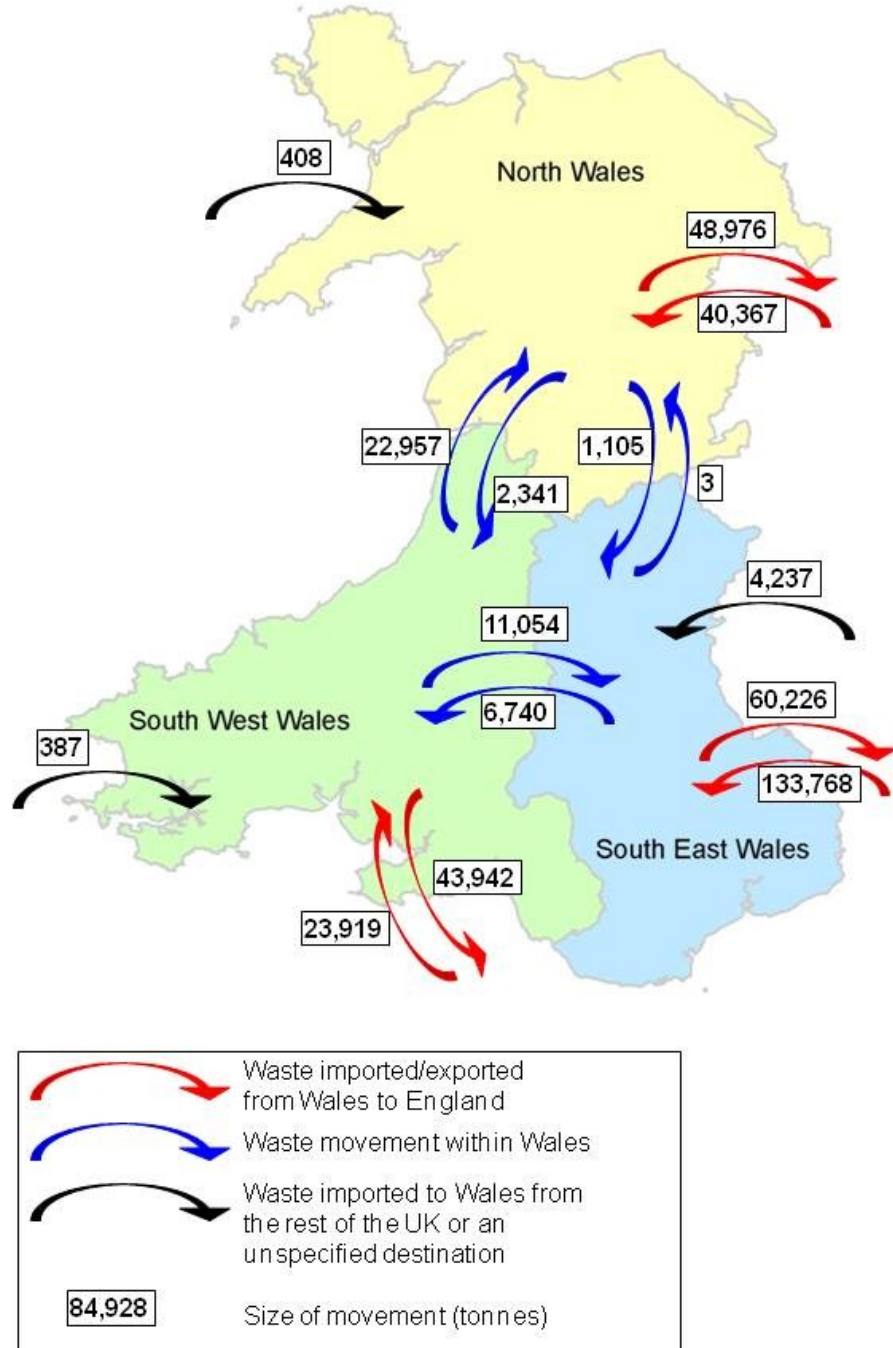 408
North Wales
48,976
40,367
22,957
1,105
2,341
3
4,237
11,054
6,740
60,226
South West Wales
387
133,768
South East Wales
43,942
23,919
Waste imported/exported
from Wales to England
Waste movement within Wales
Waste imported to Wales from
the rest of the UK or an
unspecified destination
84,928
Size of movement (tonnes)